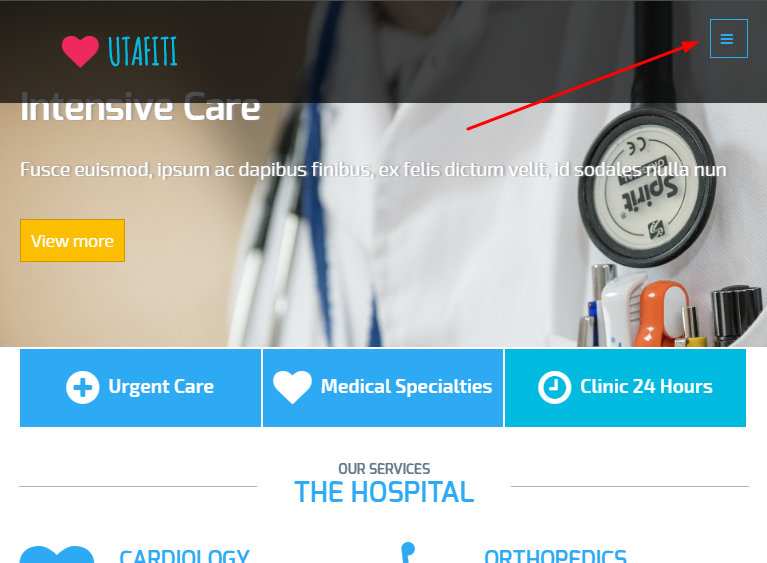 UTAFITI
Intensive Care
Fusce euismod, ipsum ac dapibus finibus, ex felis dictum velit, id sodales nulla nun
Spirit
View more
Urgent Care
Medical Specialties
Clinic 24 Hours
OUR SERVICES
THE HOSPITAL
CARDIOLOGY
ORTHOPEDICS